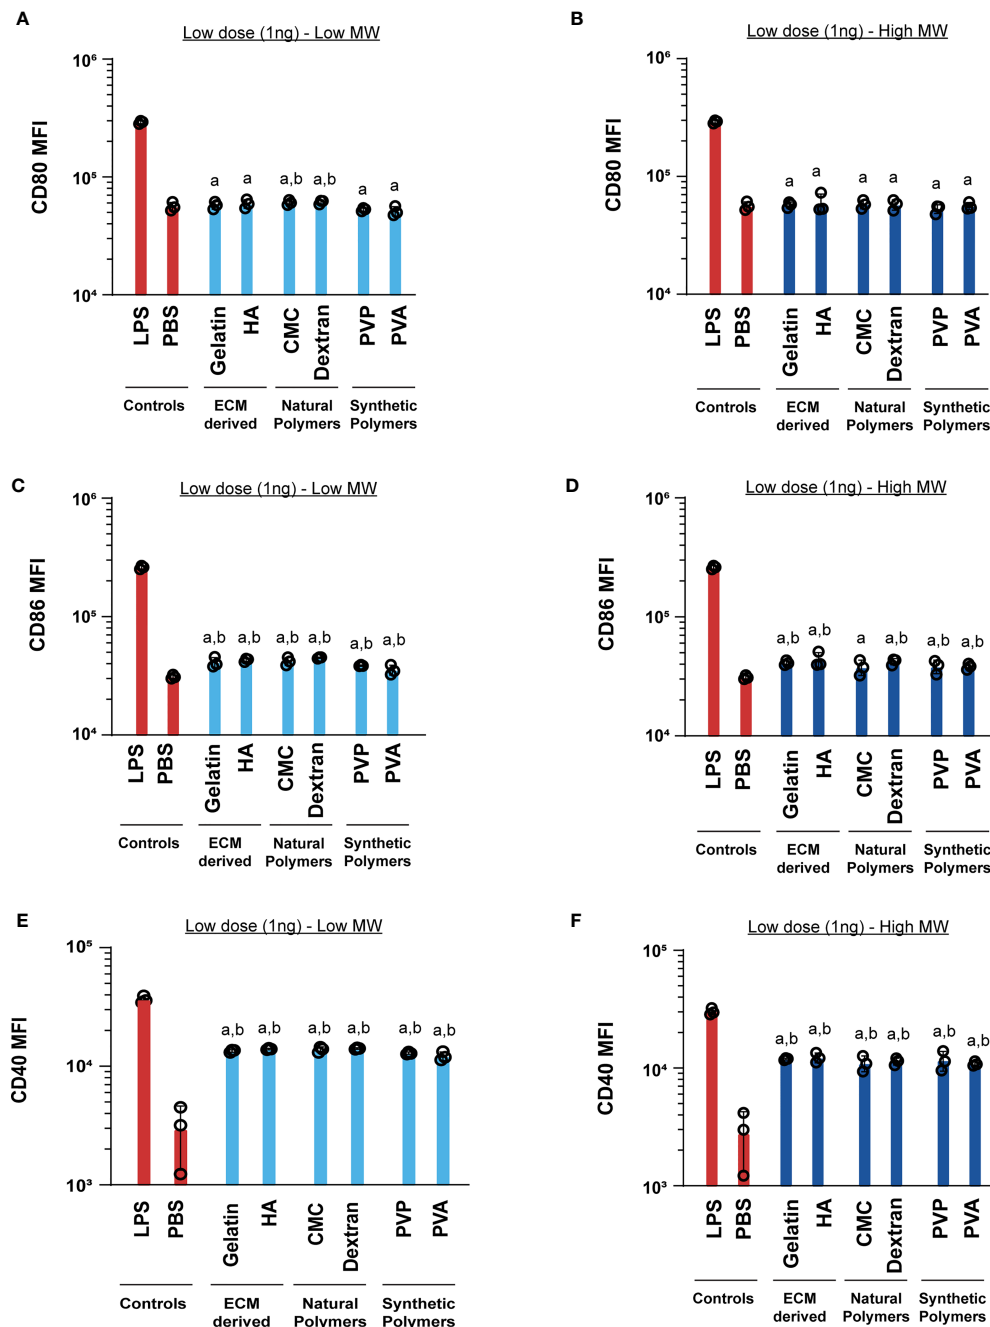 A
Low dose (1ng) - Low MW
CD80 MFI
10⁶
10⁵
10⁴
a
a
a,b
a,b
a
a
LPS
PBS
Gelatin
HA
CMC
Dextran
PVP
PVA
Controls
ECM
derived
Natural
Polymers
Synthetic
Polymers
B
Low dose (1ng) - High MW
CD80 MFI
10⁶
10⁵
10⁴
a
a
a
a
a
a
LPS
PBS
Gelatin
HA
CMC
Dextran
PVP
PVA
Controls
ECM
derived
Natural
Polymers
Synthetic
Polymers
C
Low dose (1ng) - Low MW
CD86 MFI
10⁶
10⁵
10⁴
a,b
a,b
a,b
a,b
a,b
a,b
LPS
PBS
Gelatin
HA
CMC
Dextran
PVP
PVA
Controls
ECM
derived
Natural
Polymers
Synthetic
Polymers
D
Low dose (1ng) - High MW
CD86 MFI
10⁶
10⁵
10⁴
a,b
a,b
a
a,b
a,b
a,b
LPS
PBS
Gelatin
HA
CMC
Dextran
PVP
PVA
Controls
ECM
derived
Natural
Polymers
Synthetic
Polymers
E
Low dose (1ng) - Low MW
CD40 MFI
10⁵
10⁴
10³
a,b
a,b
a,b
a,b
a,b
a,b
LPS
PBS
Gelatin
HA
CMC
Dextran
PVP
PVA
Controls
ECM
derived
Natural
Polymers
Synthetic
Polymers
F
Low dose (1ng) - High MW
CD40 MFI
10⁵
10⁴
10³
a,b
a,b
a,b
a,b
a,b
a,b
LPS
PBS
Gelatin
HA
CMC
Dextran
PVP
PVA
Controls
ECM
derived
Natural
Polymers
Synthetic
Polymers